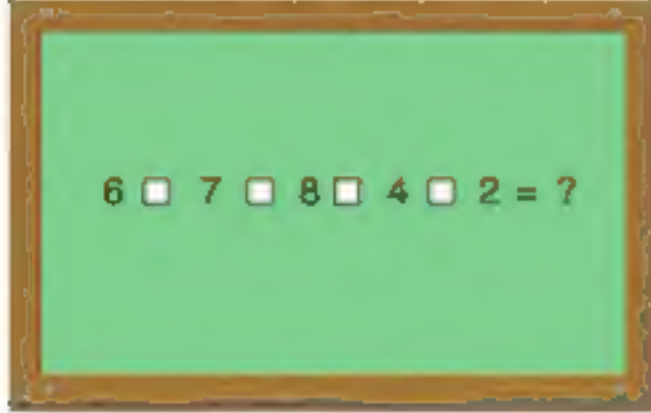 6 □ 7 □ 8 □ 4 □ 2 = ?